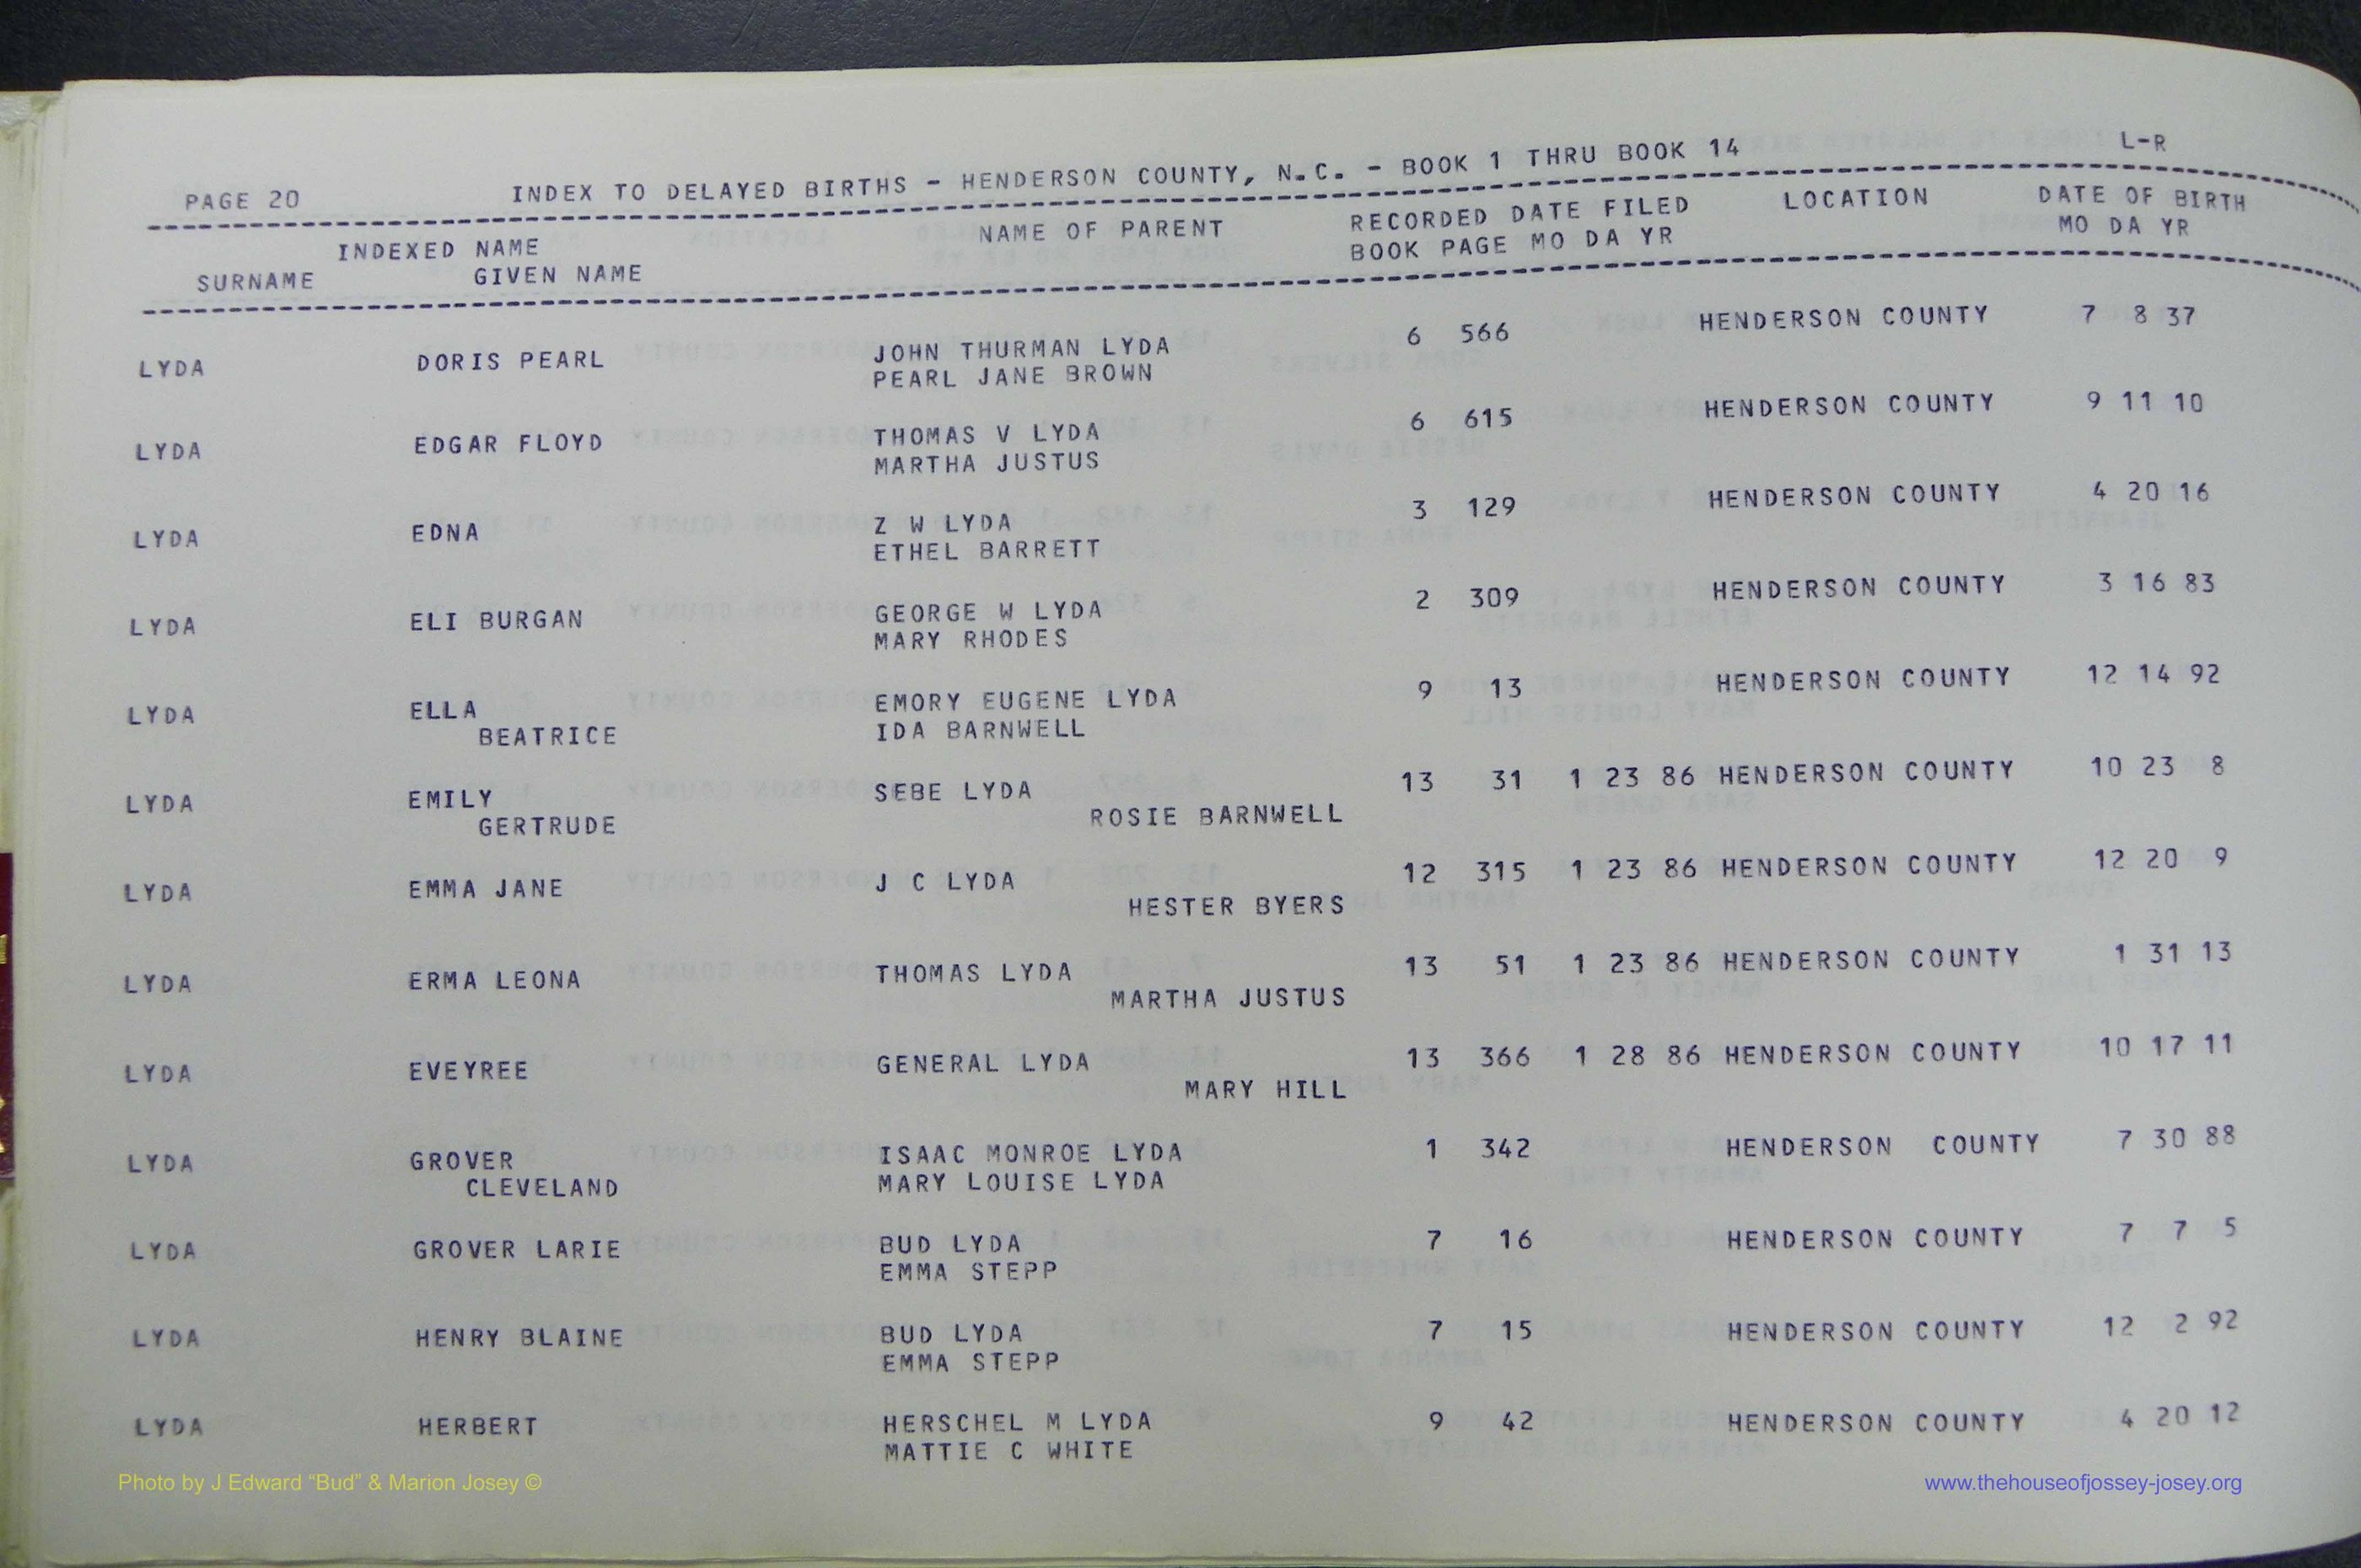 L-R
PAGE 20 INDEX TO DELAYED BIRTHS - HENDERSON COUNTY, N.C. - BOOK 1 THRU BOOK 14
INDEXED NAME NAME OF PARENT RECORDED DATE FILED LOCATION DATE OF BIRTH
SURNAME GIVEN NAME BOOK PAGE MO DA YR MO DA YR
LYDA DORIS PEARL JOHN THURMAN LYDA 6 566 HENDERSON COUNTY 7 8 37
PEARL JANE BROWN
LYDA EDGAR FLOYD THOMAS V LYDA 6 615 HENDERSON COUNTY 9 11 10
MARTHA JUSTUS
LYDA EDNA Z W LYDA 3 129 HENDERSON COUNTY 4 20 16
ETHEL BARRETT
LYDA ELI BURGAN GEORGE W LYDA 2 309 HENDERSON COUNTY 3 16 83
MARY RHODES
LYDA ELLA EMORY EUGENE LYDA 9 13 HENDERSON COUNTY 12 14 92
BEATRICE IDA BARNWELL
LYDA EMILY SEBE LYDA 13 31 1 23 86 HENDERSON COUNTY 10 23 8
GERTRUDE ROSIE BARNWELL
LYDA EMMA JANE J C LYDA 12 315 1 23 86 HENDERSON COUNTY 12 20 9
HESTER BYERS
LYDA ERMA LEONA THOMAS LYDA 13 51 1 23 86 HENDERSON COUNTY 1 31 13
MARTHA JUSTUS
LYDA EVEYREE GENERAL LYDA 13 366 1 28 86 HENDERSON COUNTY 10 17 11
MARY HILL
LYDA GROVER ISAAC MONROE LYDA 1 342 HENDERSON COUNTY 7 30 88
CLEVELAND MARY LOUISE LYDA
LYDA GROVER LARIE BUD LYDA 7 16 HENDERSON COUNTY 7 7 5
EMMA STEPP
LYDA HENRY BLAINE BUD LYDA 7 15 HENDERSON COUNTY 12 2 92
EMMA STEPP
LYDA HERBERT HERSCHEL M LYDA 9 42 HENDERSON COUNTY 4 20 12
MATTIE C WHITE
Photo by J Edward “Bud” & Marion Josey © www.thehouseofjossey-josey.org